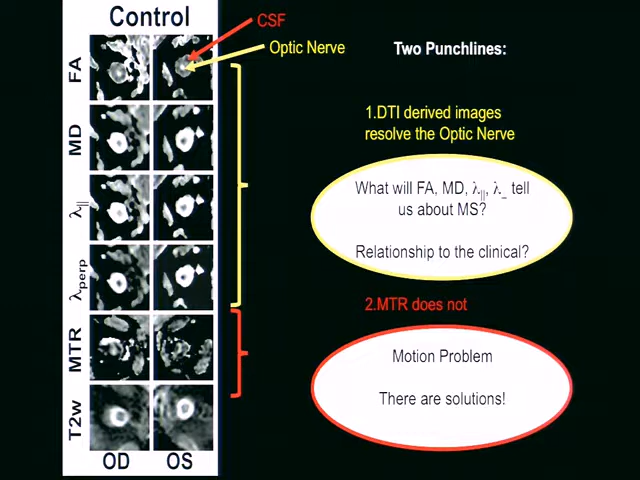 Control
CSF
Optic Nerve
Two Punchlines:
FA
MD
λ||
λperp
MTR
T2w
OD OS
1.DTI derived images
resolve the Optic Nerve
What will FA, MD, λ||, λ_ tell
us about MS?
Relationship to the clinical?
2.MTR does not
Motion Problem
There are solutions!